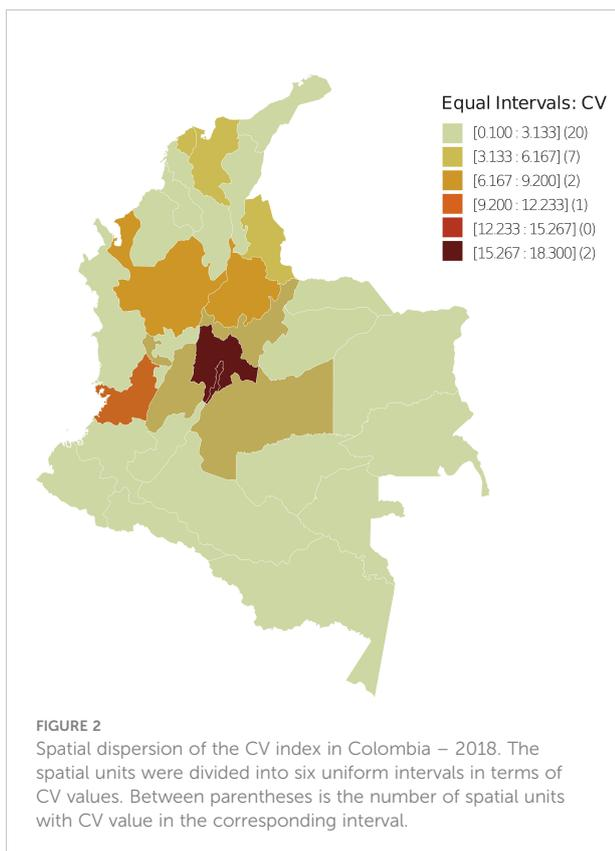 Equal Intervals: CV
[0.100 : 3.133] (20)
[3.133 : 6.167] (7)
[6.167 : 9.200] (2)
[9.200 : 12.233] (1)
[12.233 : 15.267] (0)
[15.267 : 18.300] (2)
FIGURE 2
Spatial dispersion of the CV index in Colombia – 2018. The
spatial units were divided into six uniform intervals in terms of
CV values. Between parentheses is the number of spatial units
with CV value in the corresponding interval.